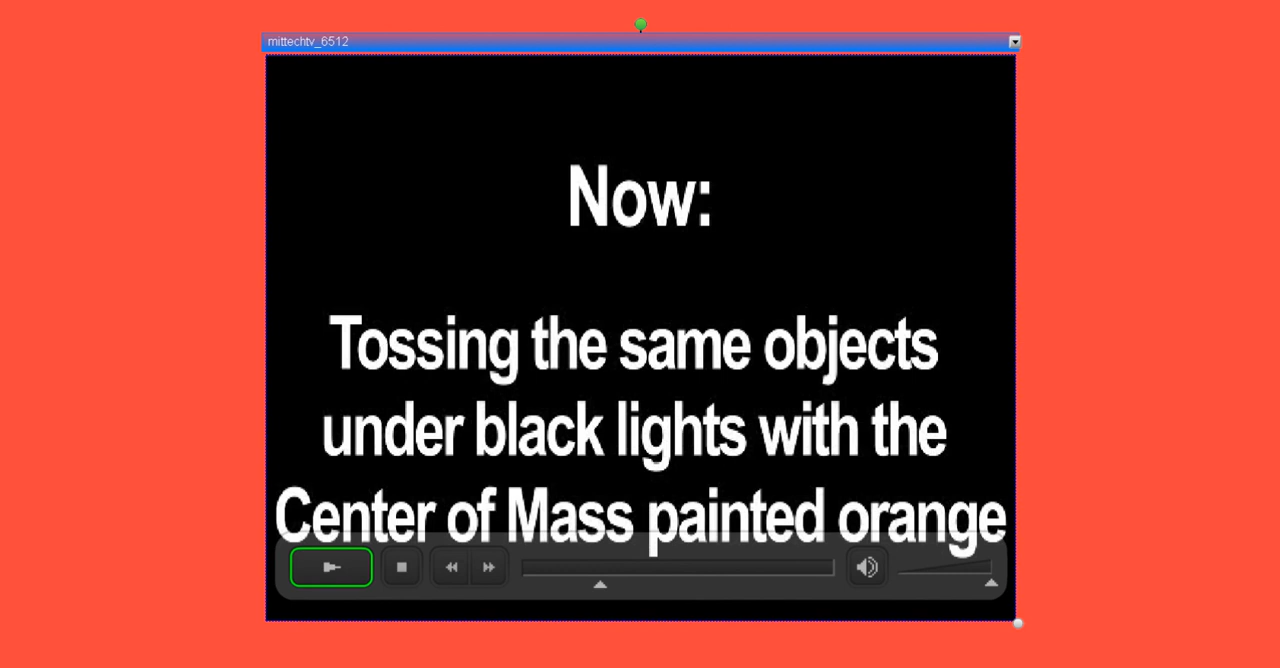 mittechtv_6512
Now:
Tossing the same objects
under black lights with the
Center of Mass painted orange